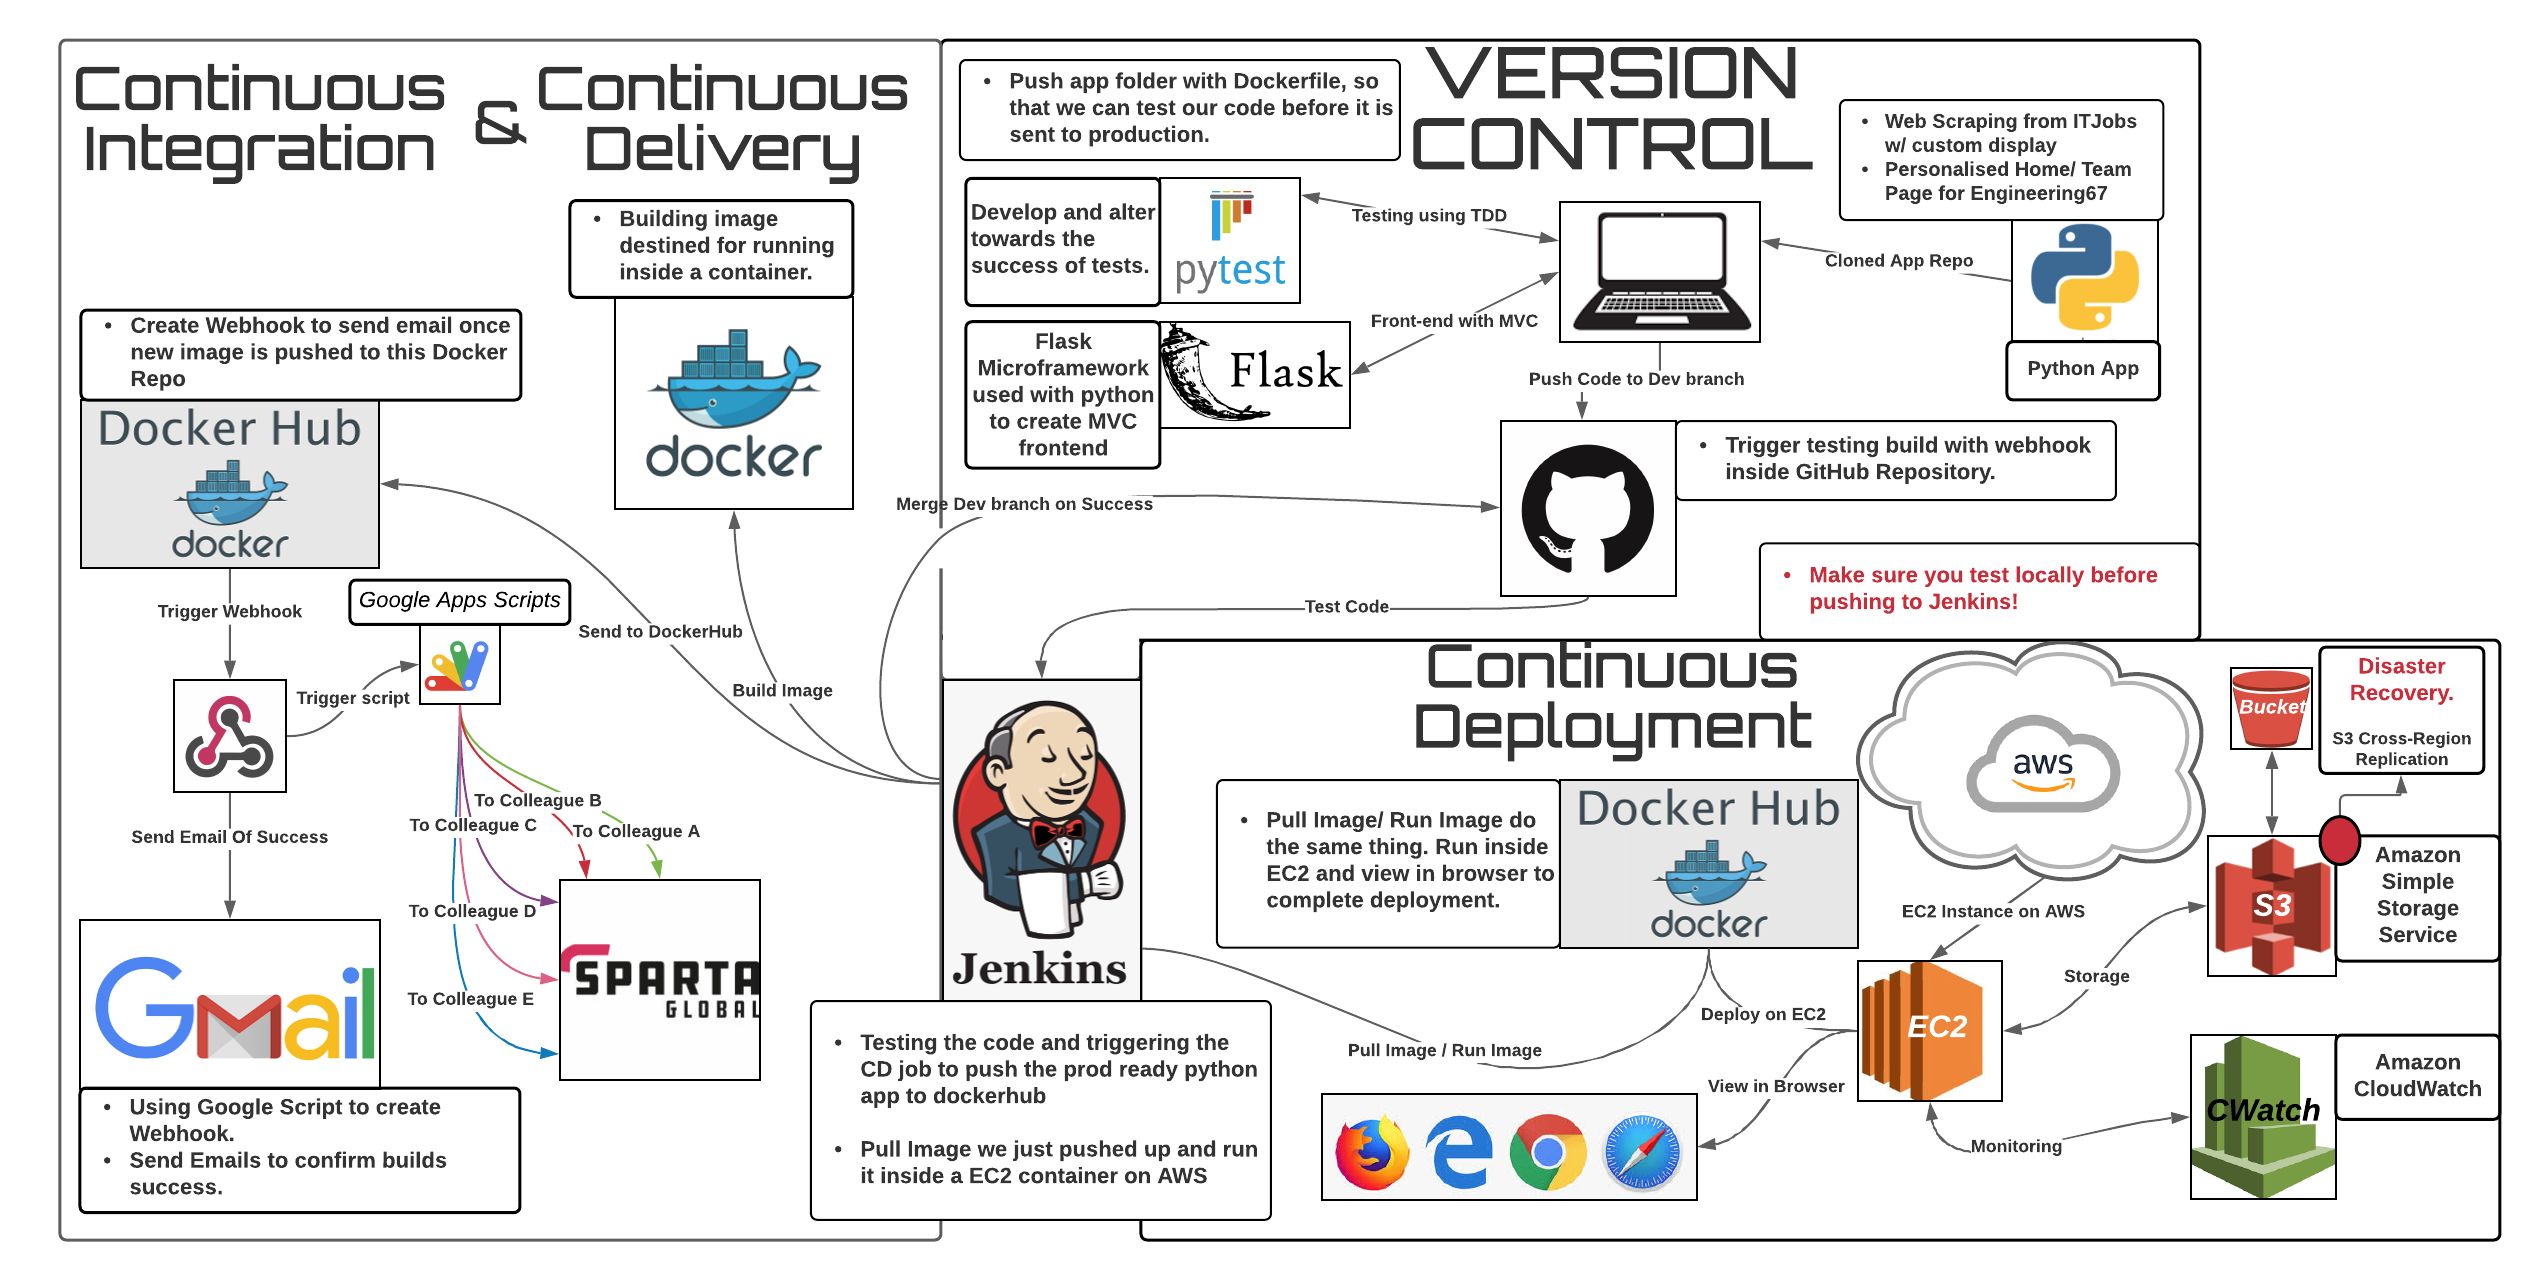 Continuous
Integration
&
Continuous
Delivery
• Building image
destined for running
inside a container.
docker
• Create Webhook to send email once
new image is pushed to this Docker
Repo
Docker Hub
docker
Trigger Webhook
Google Apps Scripts
Trigger script
Send to DockerHub
Build Image
Send Email Of Success
To Colleague B
To Colleague C
To Colleague A
To Colleague D
To Colleague E
SPARTA
GLOBAL
Gmail
• Using Google Script to create
Webhook.
• Send Emails to confirm builds
success.
VERSION
CONTROL
• Push app folder with Dockerfile, so
that we can test our code before it is
sent to production.
• Web Scraping from ITJobs
w/ custom display
• Personalised Home/ Team
Page for Engineering67
Develop and alter
towards the
success of tests.
pytest
Testing using TDD
Cloned App Repo
Python App
Front-end with MVC
Flask
Microframework
used with python
to create MVC
frontend
Flask
Push Code to Dev branch
• Trigger testing build with webhook
inside GitHub Repository.
Merge Dev branch on Success
• Make sure you test locally before
pushing to Jenkins!
Test Code
Jenkins
• Testing the code and triggering the
CD job to push the prod ready python
app to dockerhub
• Pull Image we just pushed up and run
it inside a EC2 container on AWS
Continuous
Deployment
• Pull Image/ Run Image do
the same thing. Run inside
EC2 and view in browser to
complete deployment.
Docker Hub
docker
aws
Bucket
Disaster
Recovery.
S3 Cross-Region
Replication
S3
Amazon
Simple
Storage
Service
EC2 Instance on AWS
Storage
EC2
Deploy on EC2
Pull Image / Run Image
View in Browser
Monitoring
CWatch
Amazon
CloudWatch